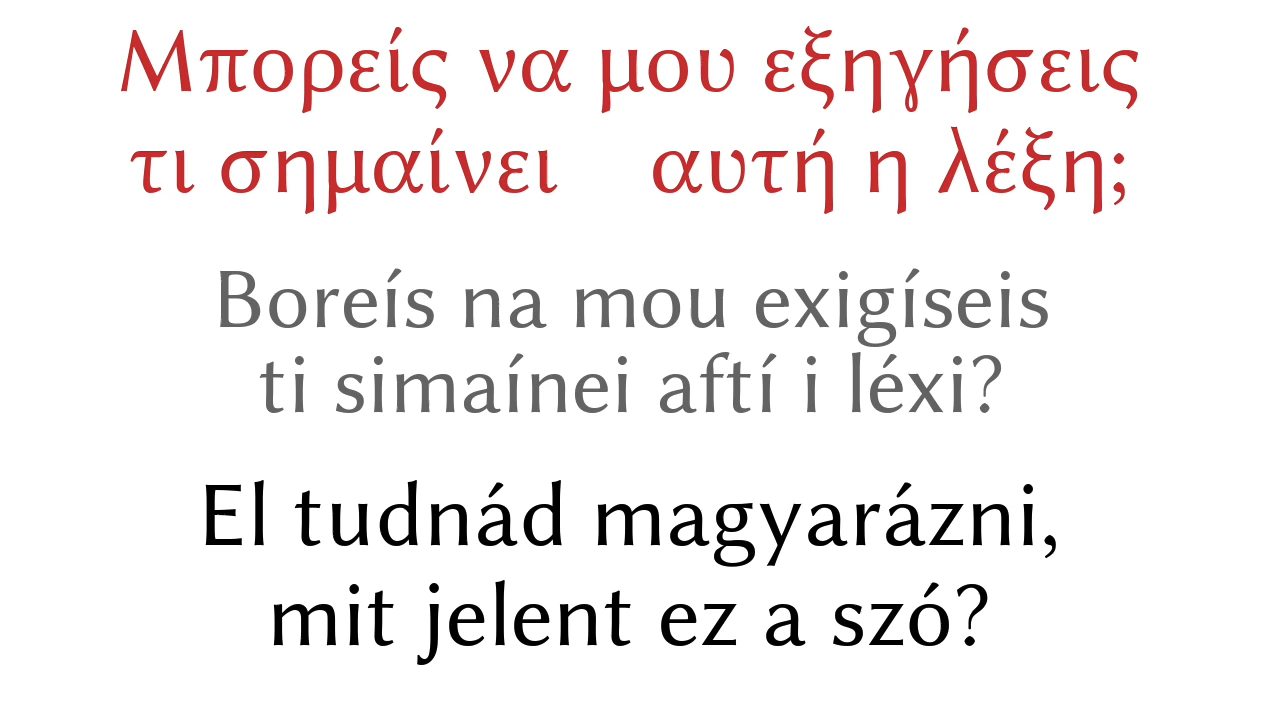 Μπορείς να μου εξηγήσεις
τι σημαίνει αυτή η λέξη;
Boreís na mou exigíseis
ti simaínei aftí i léxi?
El tudnád magyarázni,
mit jelent ez a szó?